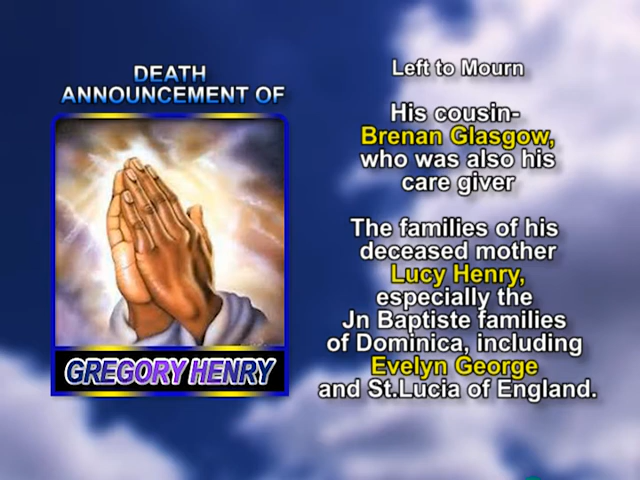 DEATH
ANNOUNCEMENT OF
GREGORY HENRY
Left to Mourn
His cousin-
Brenan Glasgow,
who was also his
care giver
The families of his
deceased mother
Lucy Henry,
especially the
Jn Baptiste families
of Dominica, including
Evelyn George
and St.Lucia of England.